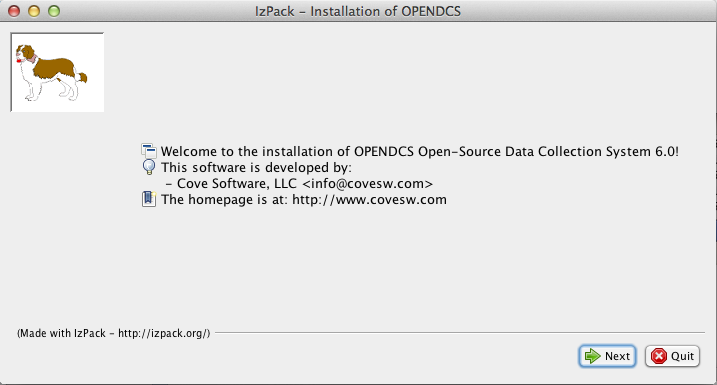 IzPack - Installation of OPENDCS
Welcome to the installation of OPENDCS Open-Source Data Collection System 6.0!
This software is developed by:
- Cove Software, LLC <info@covesw.com>
The homepage is at: http://www.covesw.com
(Made with IzPack - http://izpack.org/)
Next
Quit